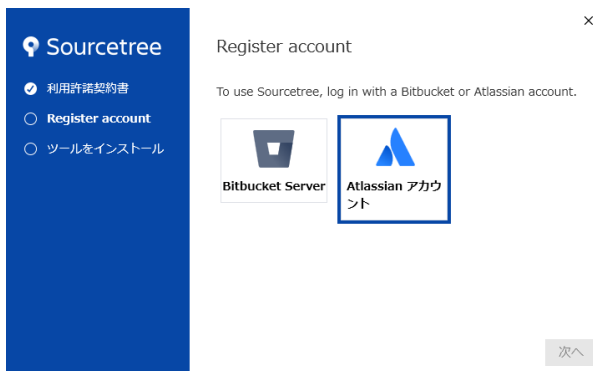 Sourcetree
利用許諾契約書
Register account
ツールをインストール
Register account
To use Sourcetree, log in with a Bitbucket or Atlassian account.
Bitbucket Server
Atlassian アカウ
ント
次へ